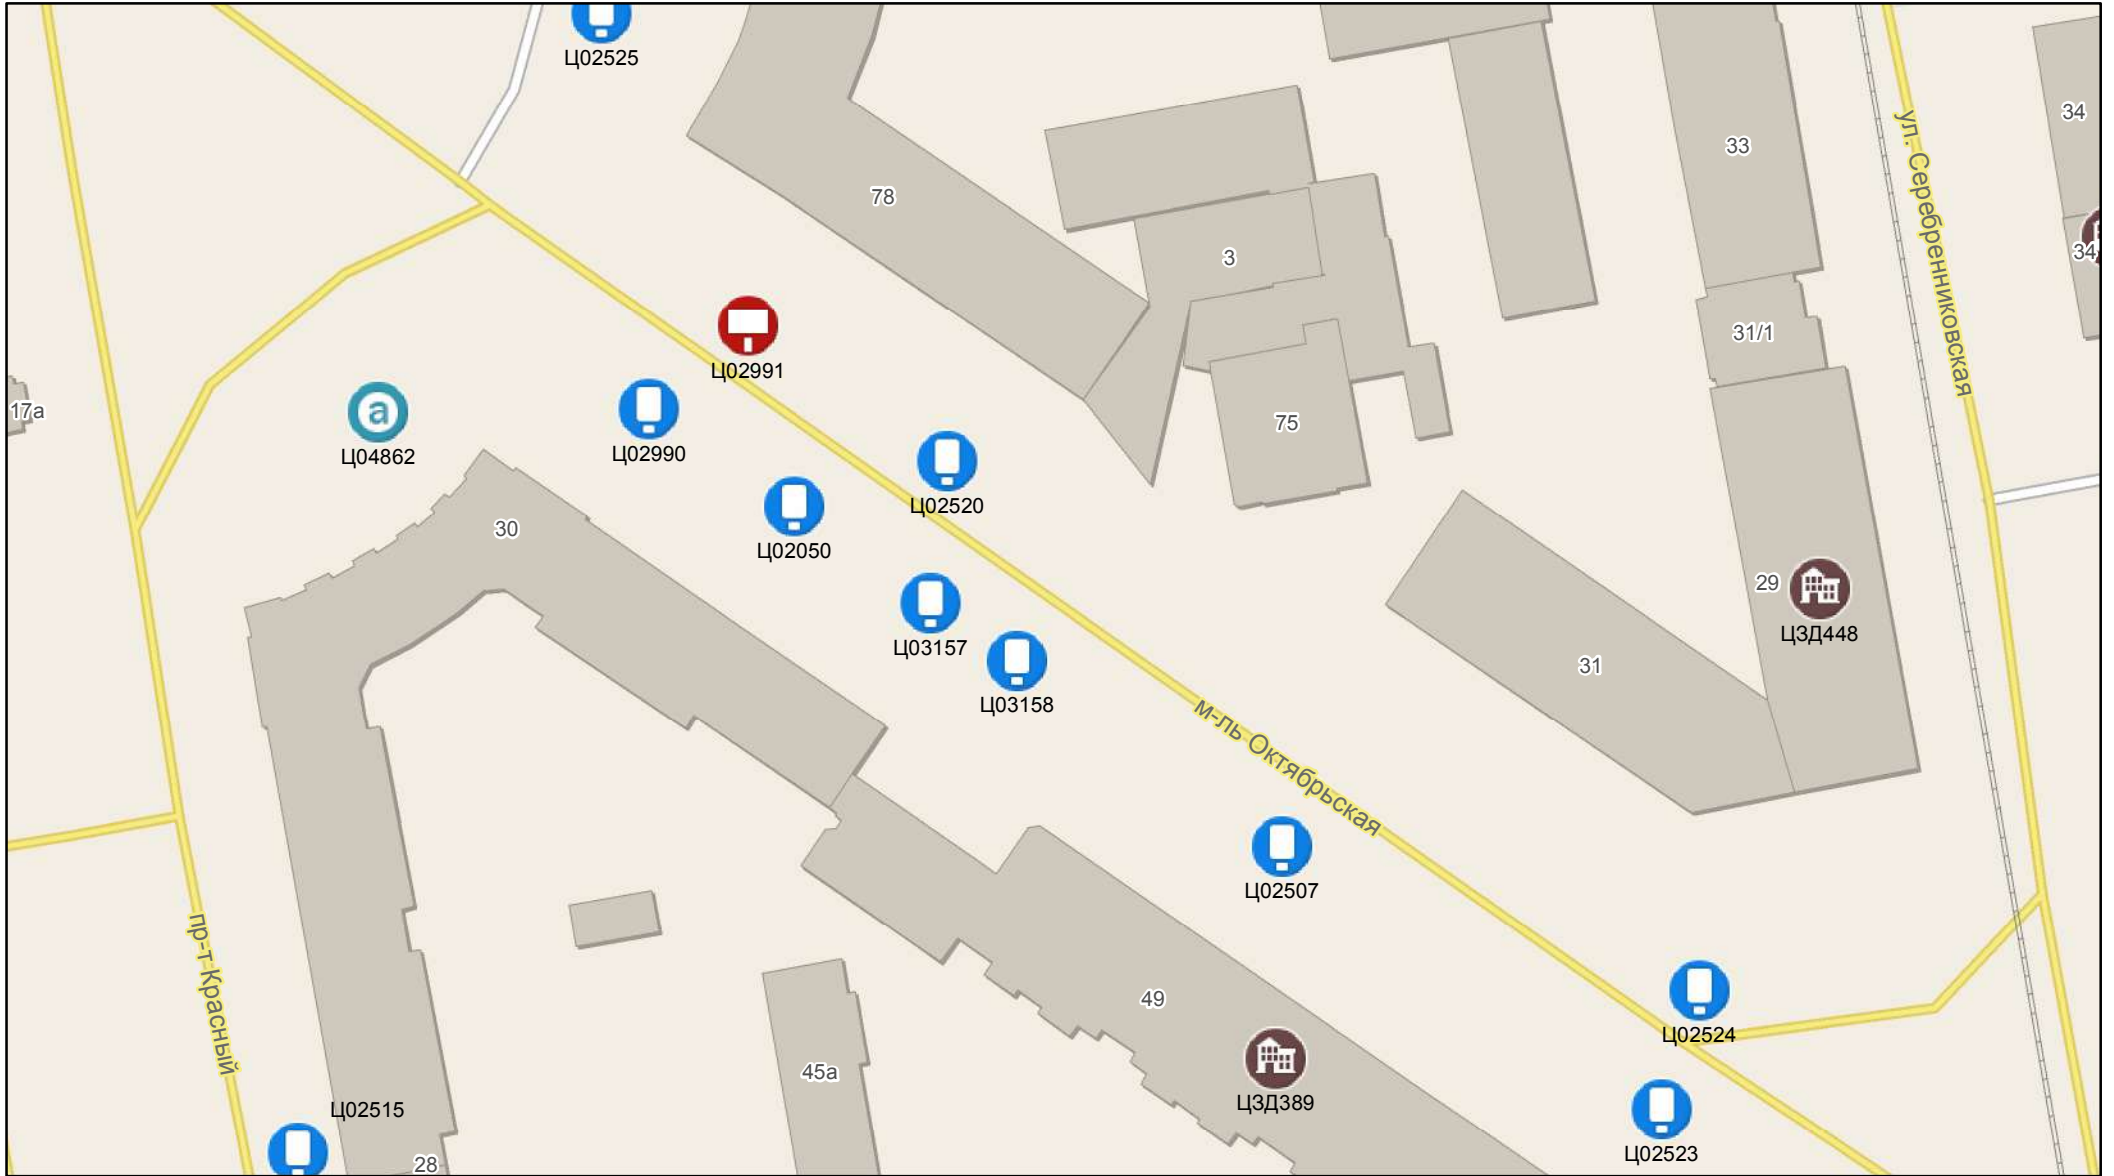 Ц02525
34
33
ул. Серебренниковская
78
34
3
31/1
Ц02991
17а
75
Ц04862
Ц02990
Ц02520
30
Ц02050
29
ЦЗД448
Ц03157
31
Ц03158
м-ль Октябрьская
Ц02507
пр-т Красный
49
Ц02524
45а
ЦЗД389
Ц02515
Ц02523
28